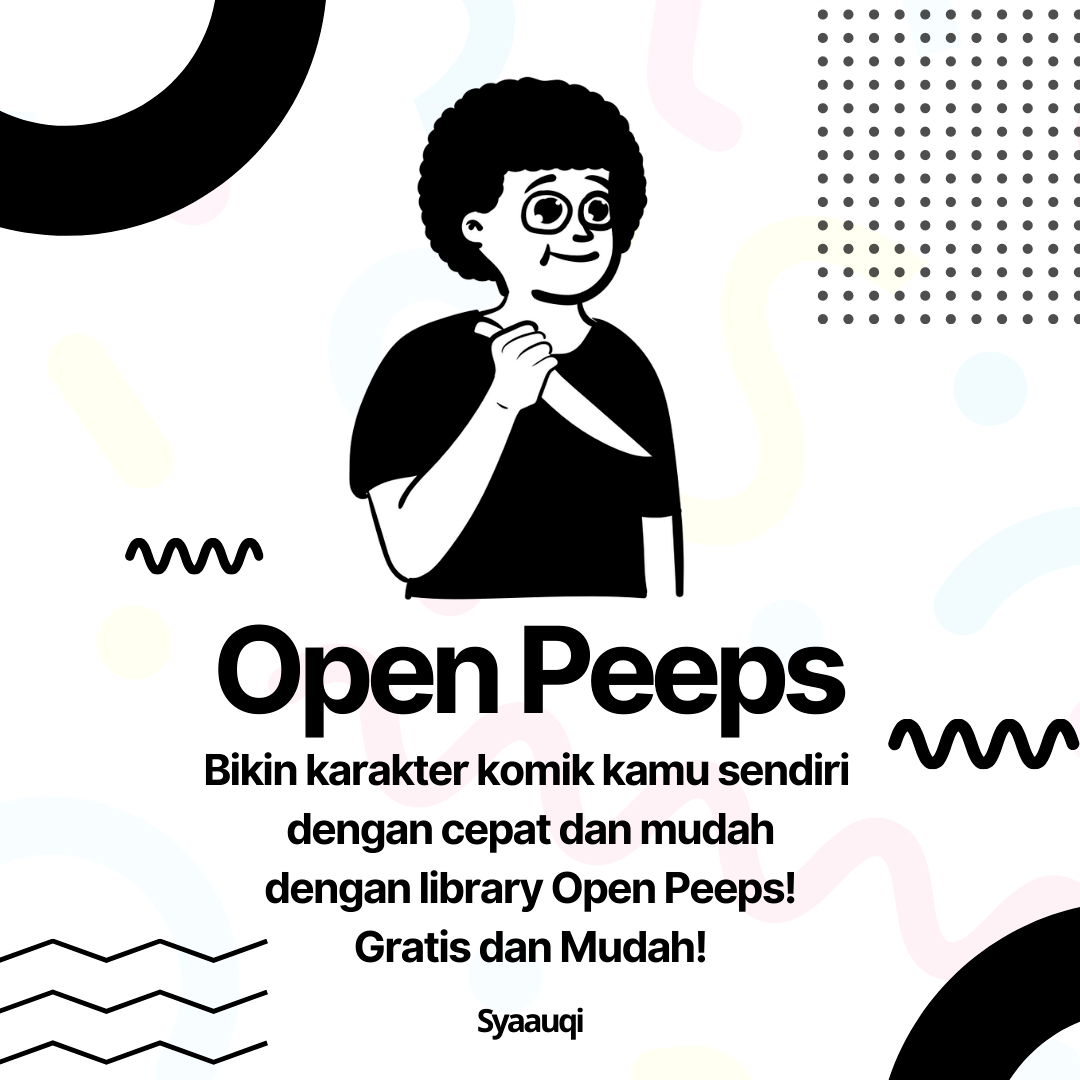 Open Peeps
Bikin karakter komik kamu sendiri
dengan cepat dan mudah
dengan library Open Peeps!
Gratis dan Mudah!
Syaauqi